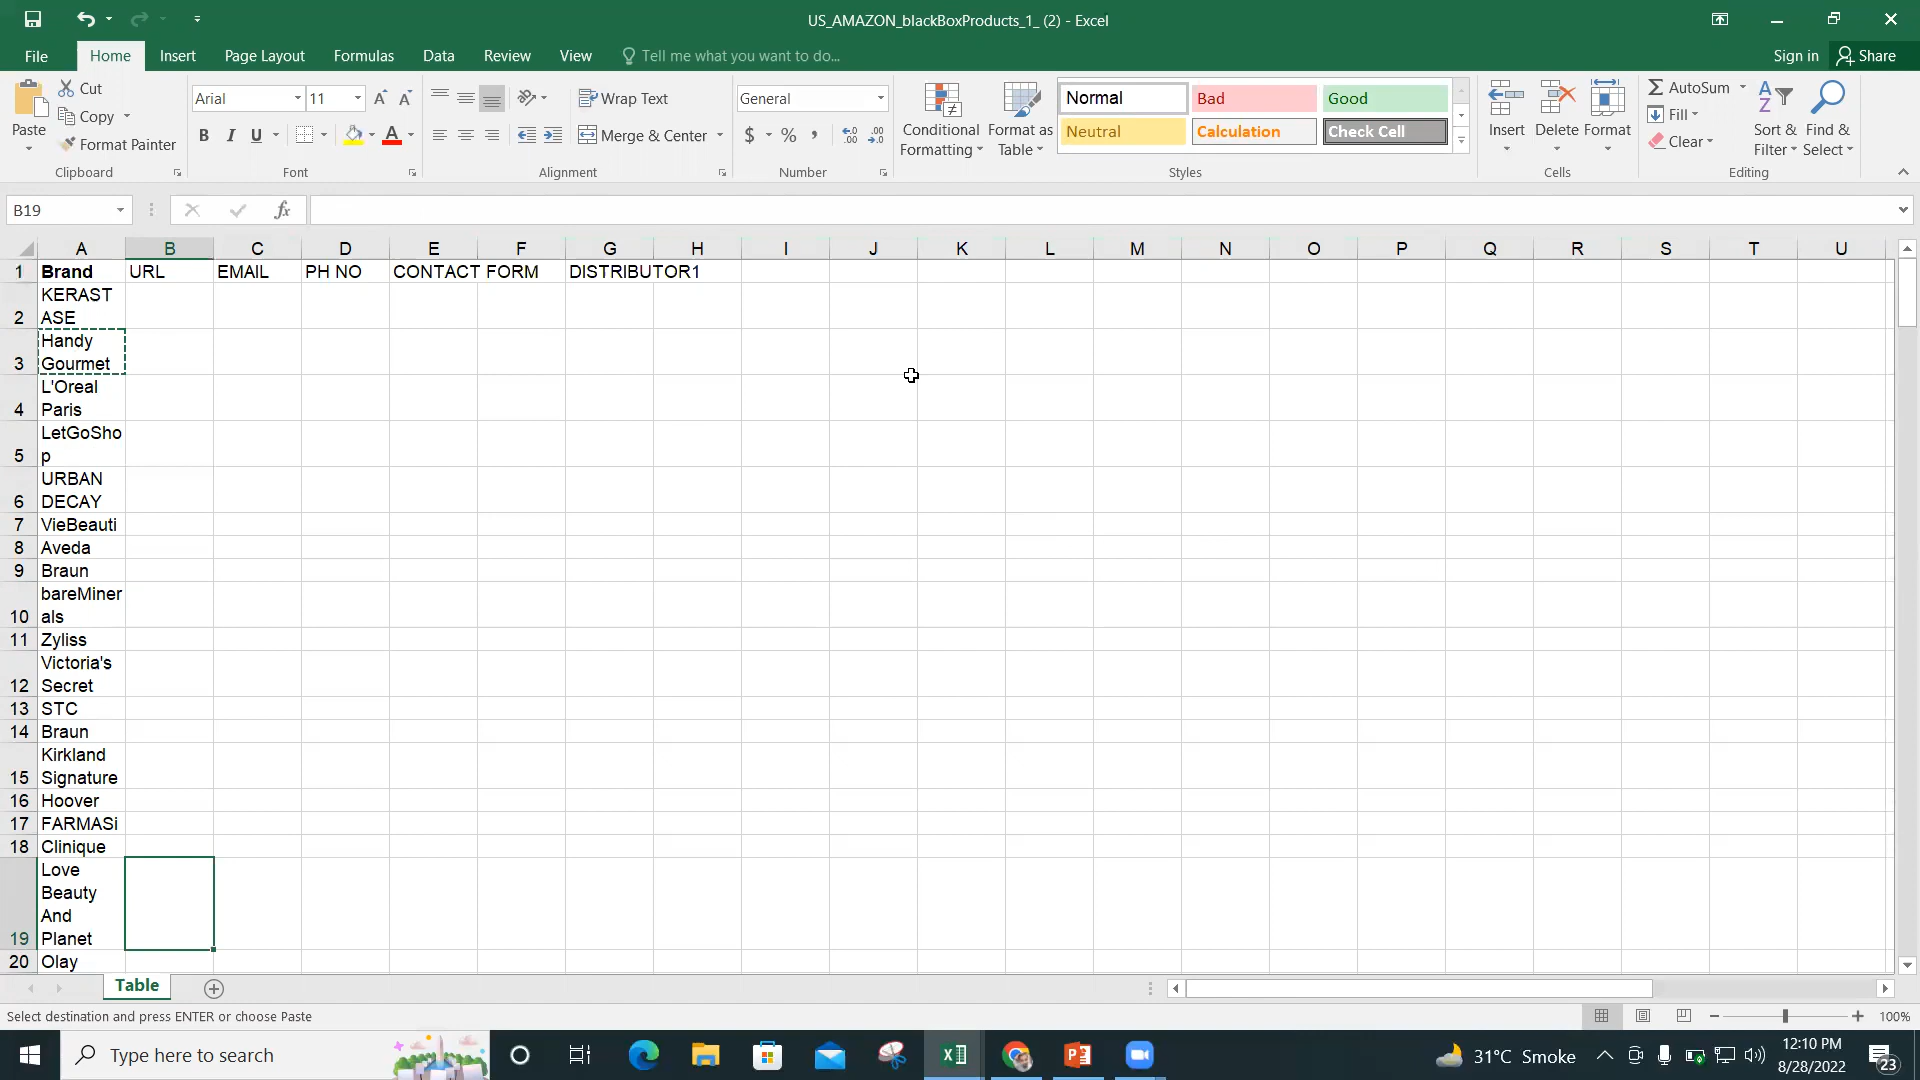 US_AMAZON_blackBoxProducts_1_ (2) - Excel
File Home Insert Page Layout Formulas Data Review View Tell me what you want to do... Sign in Share
Paste
Cut
Copy
Format Painter
Clipboard
Arial 11
B I U A
Font
Wrap Text
Merge & Center
Alignment
General
$ % ,
Number
Conditional Formatting
Format as Table
Normal Bad Good
Neutral Calculation Check Cell
Styles
Insert Delete Format
Cells
AutoSum
Fill
Clear
Sort & Filter
Find & Select
Editing
B19 fx
A B C D E F G H I J K L M N O P Q R S T U
1 Brand URL EMAIL PH NO CONTACT FORM DISTRIBUTOR1
KERAST
2 ASE
Handy
3 Gourmet
L'Oreal
4 Paris
LetGoSho
5 p
URBAN
6 DECAY
7 VieBeauti
8 Aveda
9 Braun
bareMiner
10 als
11 Zyliss
Victoria's
12 Secret
13 STC
14 Braun
Kirkland
15 Signature
16 Hoover
17 FARMASi
18 Clinique
Love
Beauty
And
19 Planet
20 Olay
Table
Select destination and press ENTER or choose Paste 100%
Type here to search 31°C Smoke 12:10 PM
8/28/2022 23